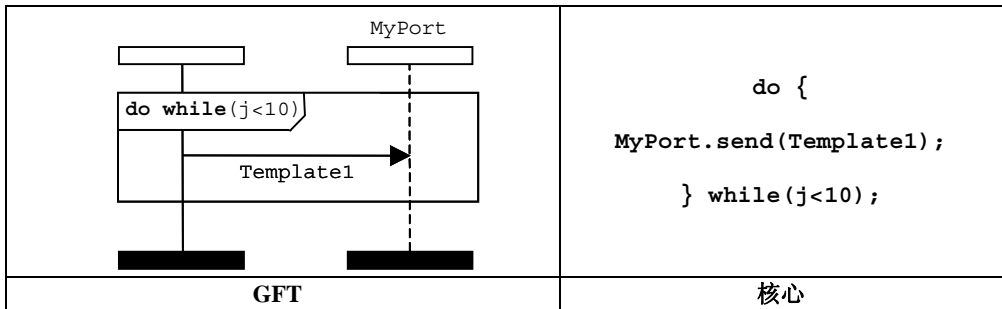 MyPort
do while(j<10)
Template1
do {
MyPort.send(Template1);
} while(j<10);
GFT
核心